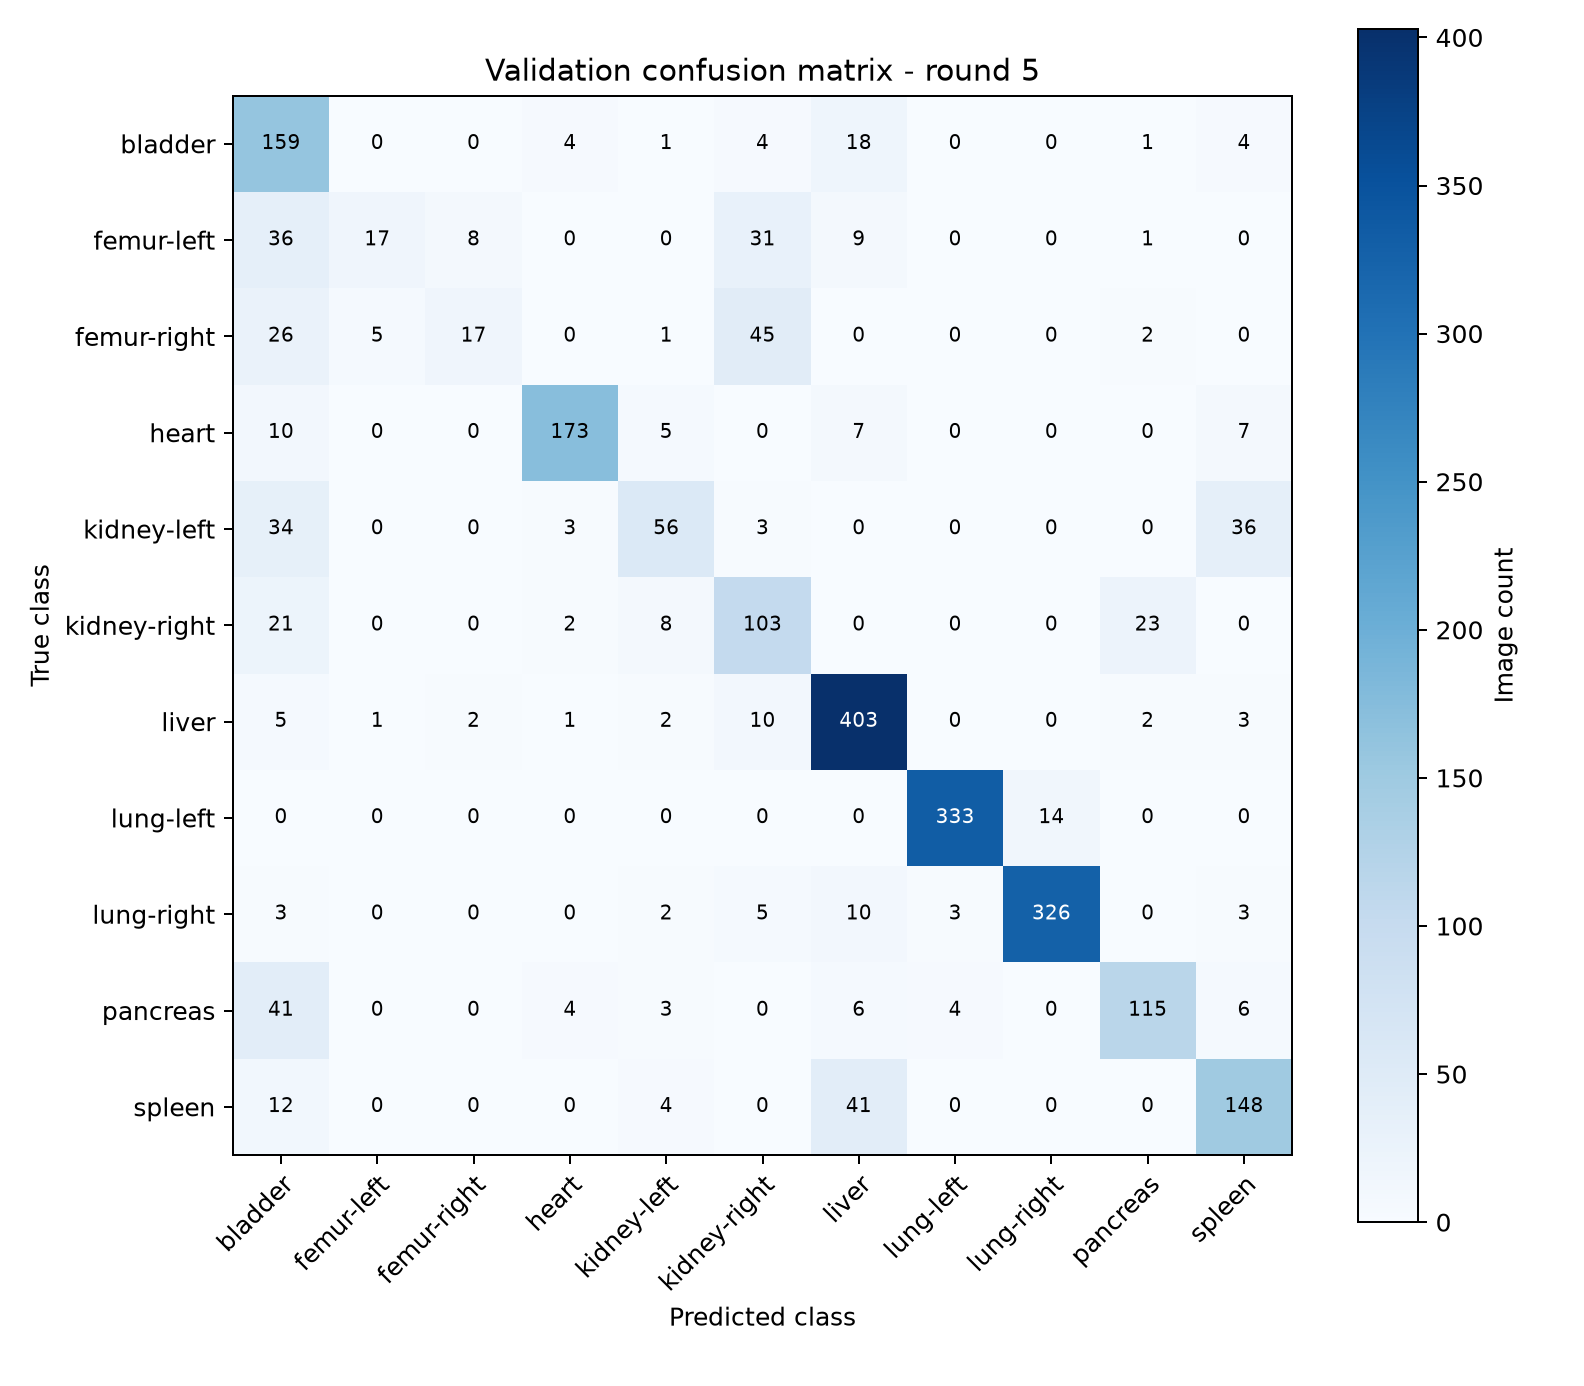 Validation confusion matrix - round 5
True class
bladder 159 0 0 4 1 4 18 0 0 1 4
femur-left 36 17 8 0 0 31 9 0 0 1 0
femur-right 26 5 17 0 1 45 0 0 0 2 0
heart 10 0 0 173 5 0 7 0 0 0 7
kidney-left 34 0 0 3 56 3 0 0 0 0 36
kidney-right 21 0 0 2 8 103 0 0 0 23 0
liver 5 1 2 1 2 10 403 0 0 2 3
lung-left 0 0 0 0 0 0 0 333 14 0 0
lung-right 3 0 0 0 2 5 10 3 326 0 3
pancreas 41 0 0 4 3 0 6 4 0 115 6
spleen 12 0 0 0 4 0 41 0 0 0 148
bladder femur-left femur-right heart kidney-left kidney-right liver lung-left lung-right pancreas spleen
Predicted class
400
350
300
250
200
150
100
50
0
Image count